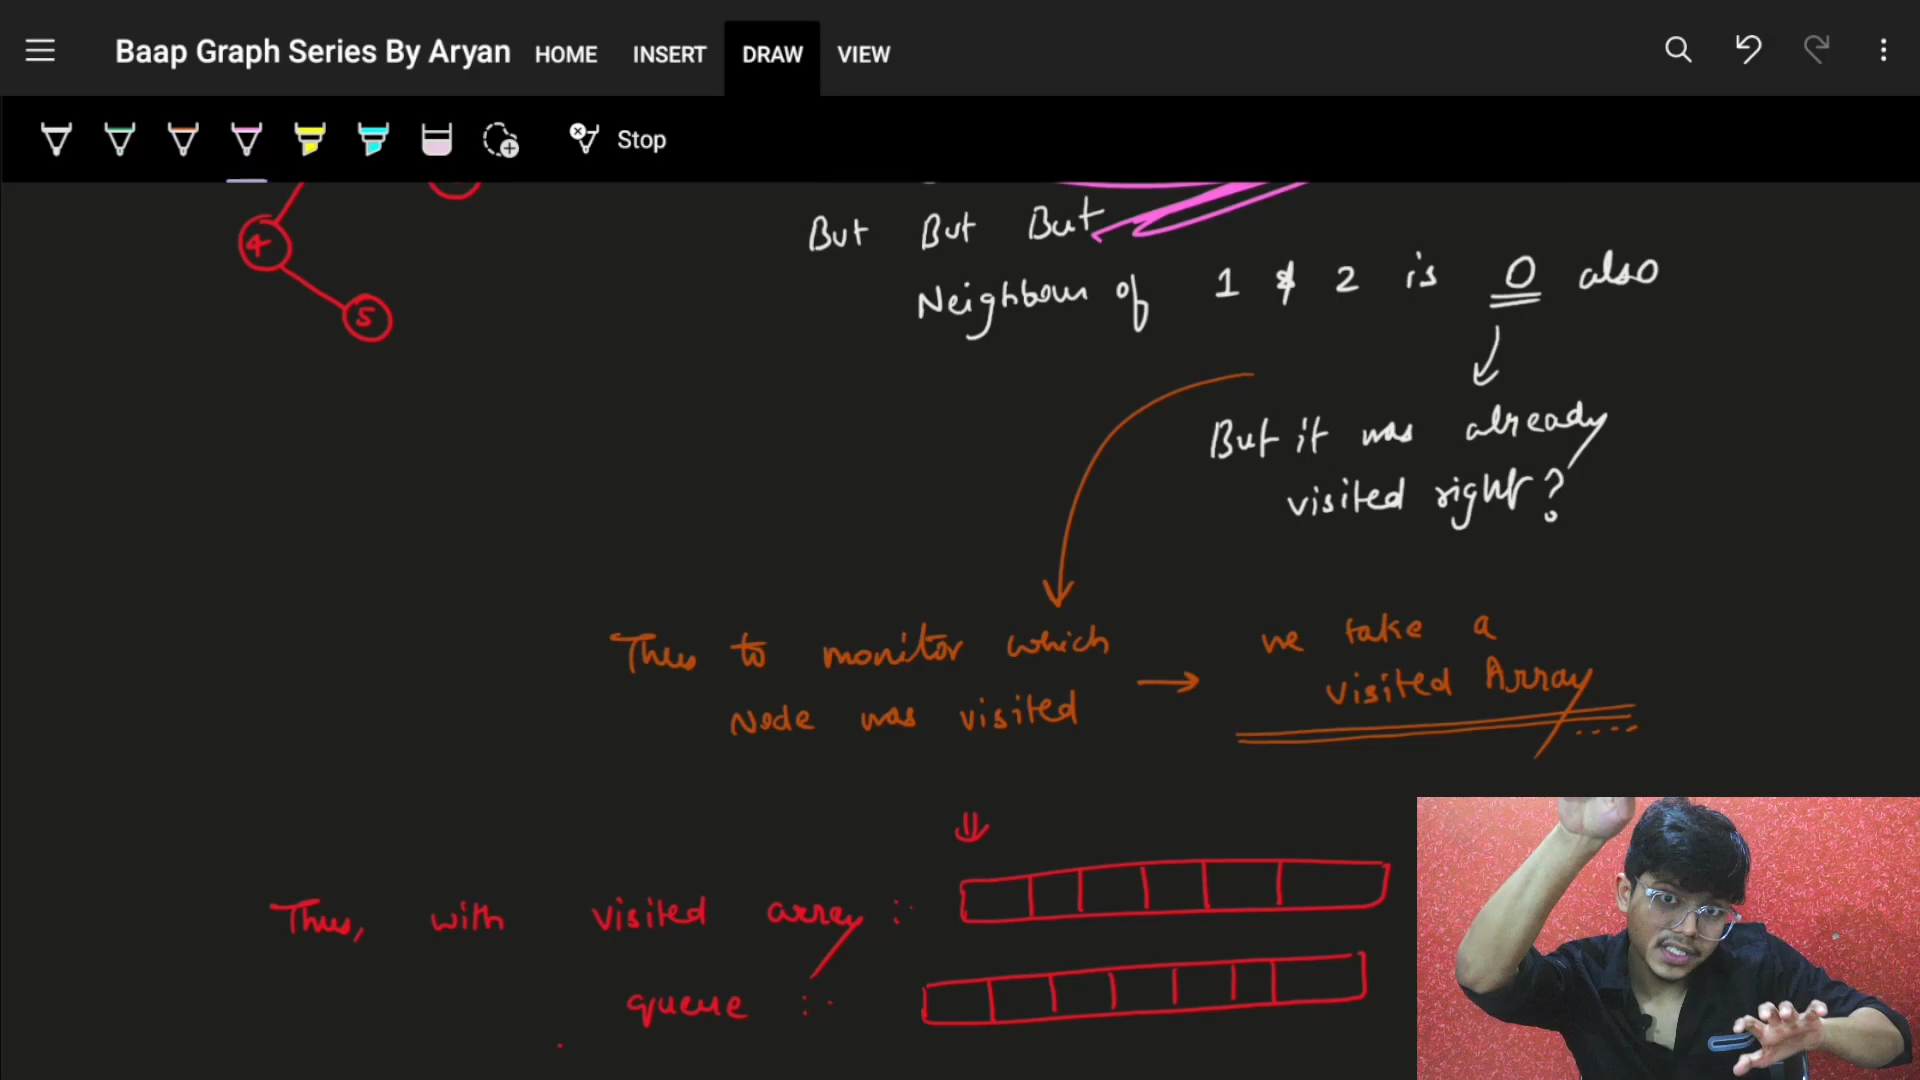 Baap Graph Series By Aryan HOME INSERT DRAW VIEW
Stop
4
5
But But But
Neighbour of 1 & 2 is 0 also
But it was already
visited right?
Thus to monitor which
Node was visited
we take a
visited Array
Thus, with visited array :-
queue :-